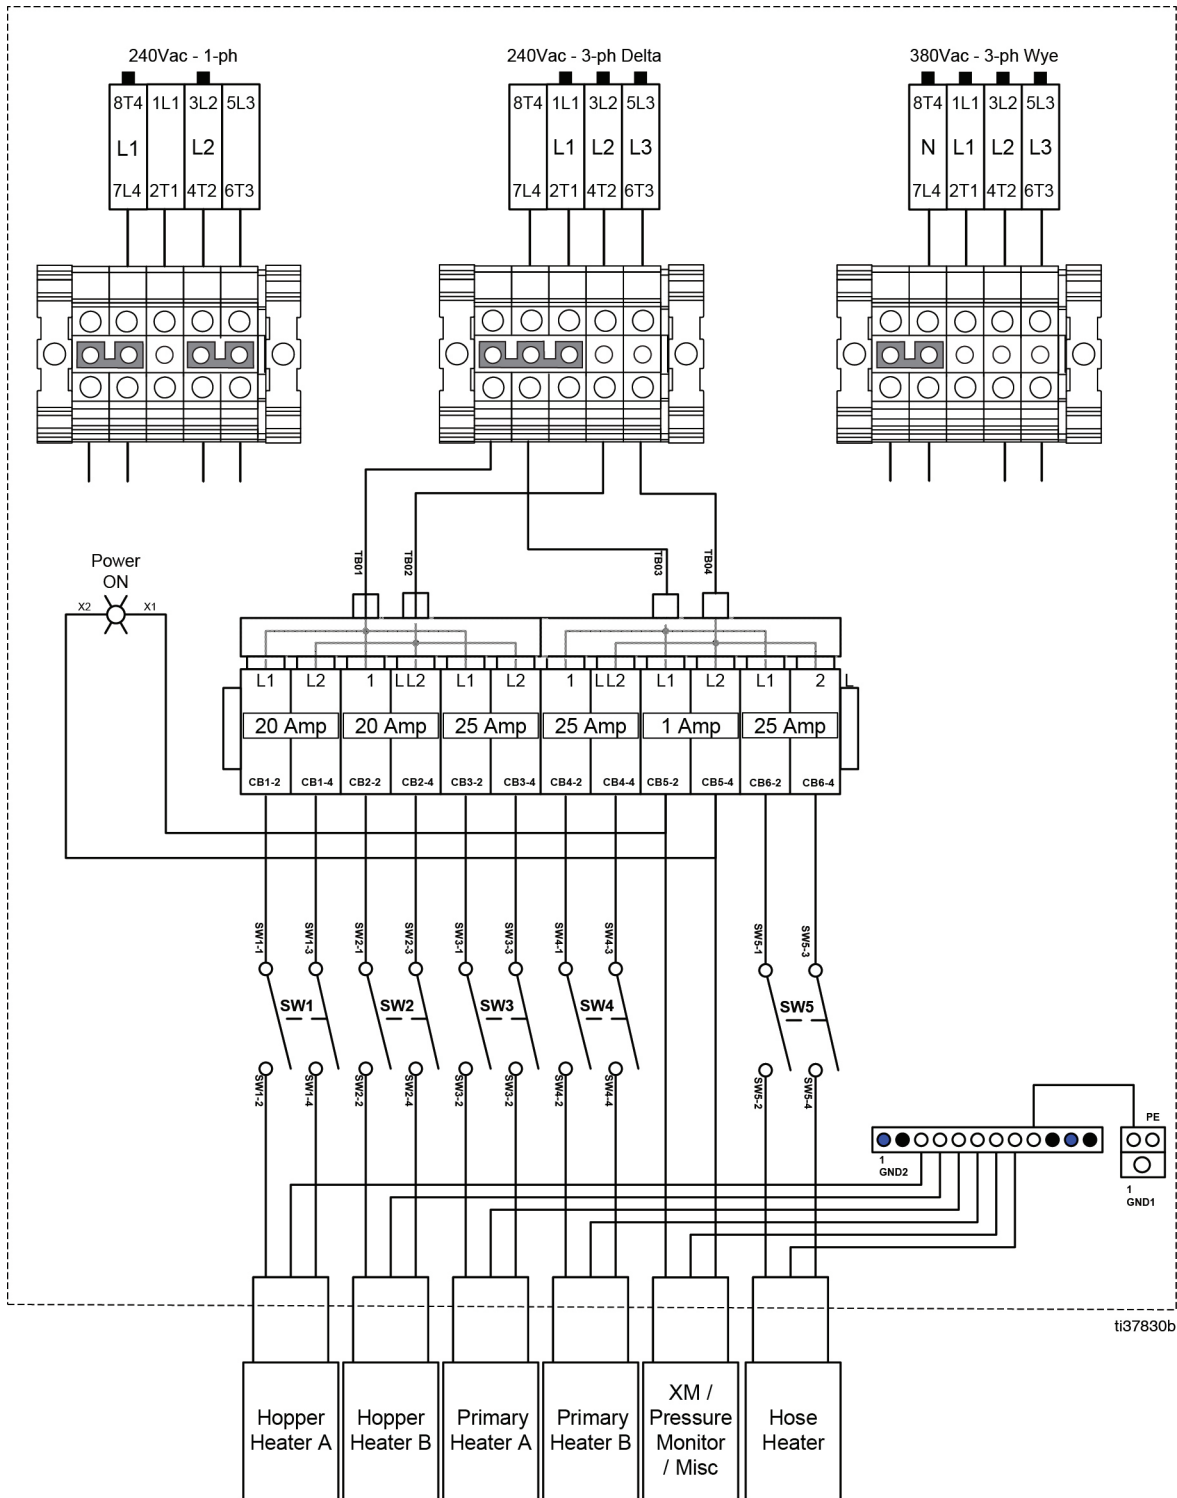 240Vac - 1-ph
240Vac - 3-ph Delta
380Vac - 3-ph Wye
8T4 1L1 3L2 5L3
L1 L2
7L4 2T1 4T2 6T3
8T4 1L1 3L2 5L3
L1 L2 L3
7L4 2T1 4T2 6T3
8T4 1L1 3L2 5L3
N L1 L2 L3
7L4 2T1 4T2 6T3
Power
ON
X2 X1
TB01 TB02 TB03 TB04
L1 L2 1 L L2 L1 L2 1 L L2 L1 L2 L1 2 L
20 Amp 20 Amp 25 Amp 25 Amp 1 Amp 25 Amp
CB1-2 CB1-4 CB2-2 CB2-4 CB3-2 CB3-4 CB4-2 CB4-4 CB5-2 CB5-4 CB6-2 CB6-4
SW1-1 SW1-3 SW2-1 SW2-3 SW3-1 SW3-3 SW4-1 SW4-3 SW5-1 SW5-3
SW1 SW2 SW3 SW4 SW5
SW1-2 SW1-4 SW2-2 SW2-4 SW3-2 SW3-2 SW4-2 SW4-4 SW5-2 SW5-4
PE
1
GND2
1
GND1
ti37830b
Hopper
Heater A
Hopper
Heater B
Primary
Heater A
Primary
Heater B
XM /
Pressure
Monitor
/ Misc
Hose
Heater